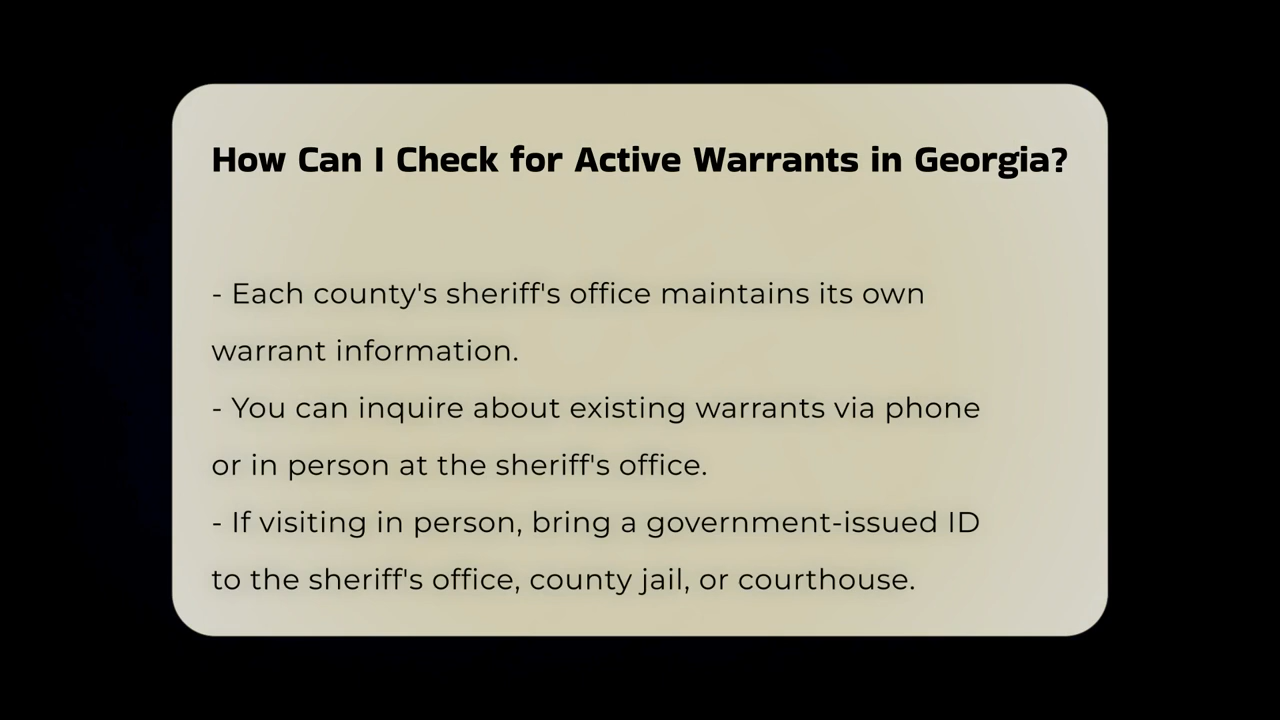 How Can I Check for Active Warrants in Georgia?
- Each county's sheriff's office maintains its own
warrant information.
- You can inquire about existing warrants via phone
or in person at the sheriff's office.
- If visiting in person, bring a government-issued ID
to the sheriff's office, county jail, or courthouse.